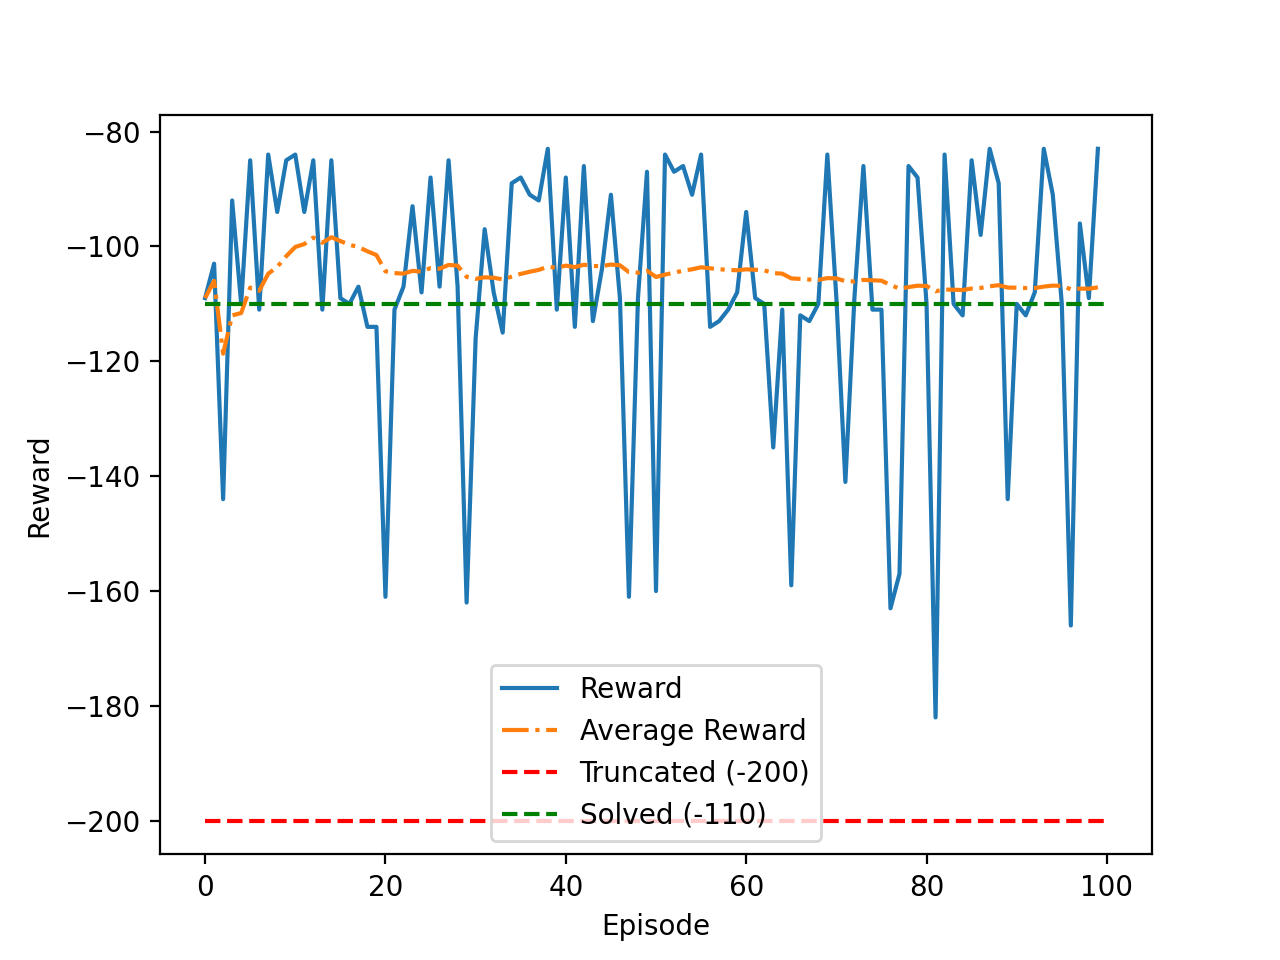 −80
−100
−120
−140
−160
−180
−200
Reward
Reward
Average Reward
Truncated (-200)
Solved (-110)
0 20 40 60 80 100
Episode